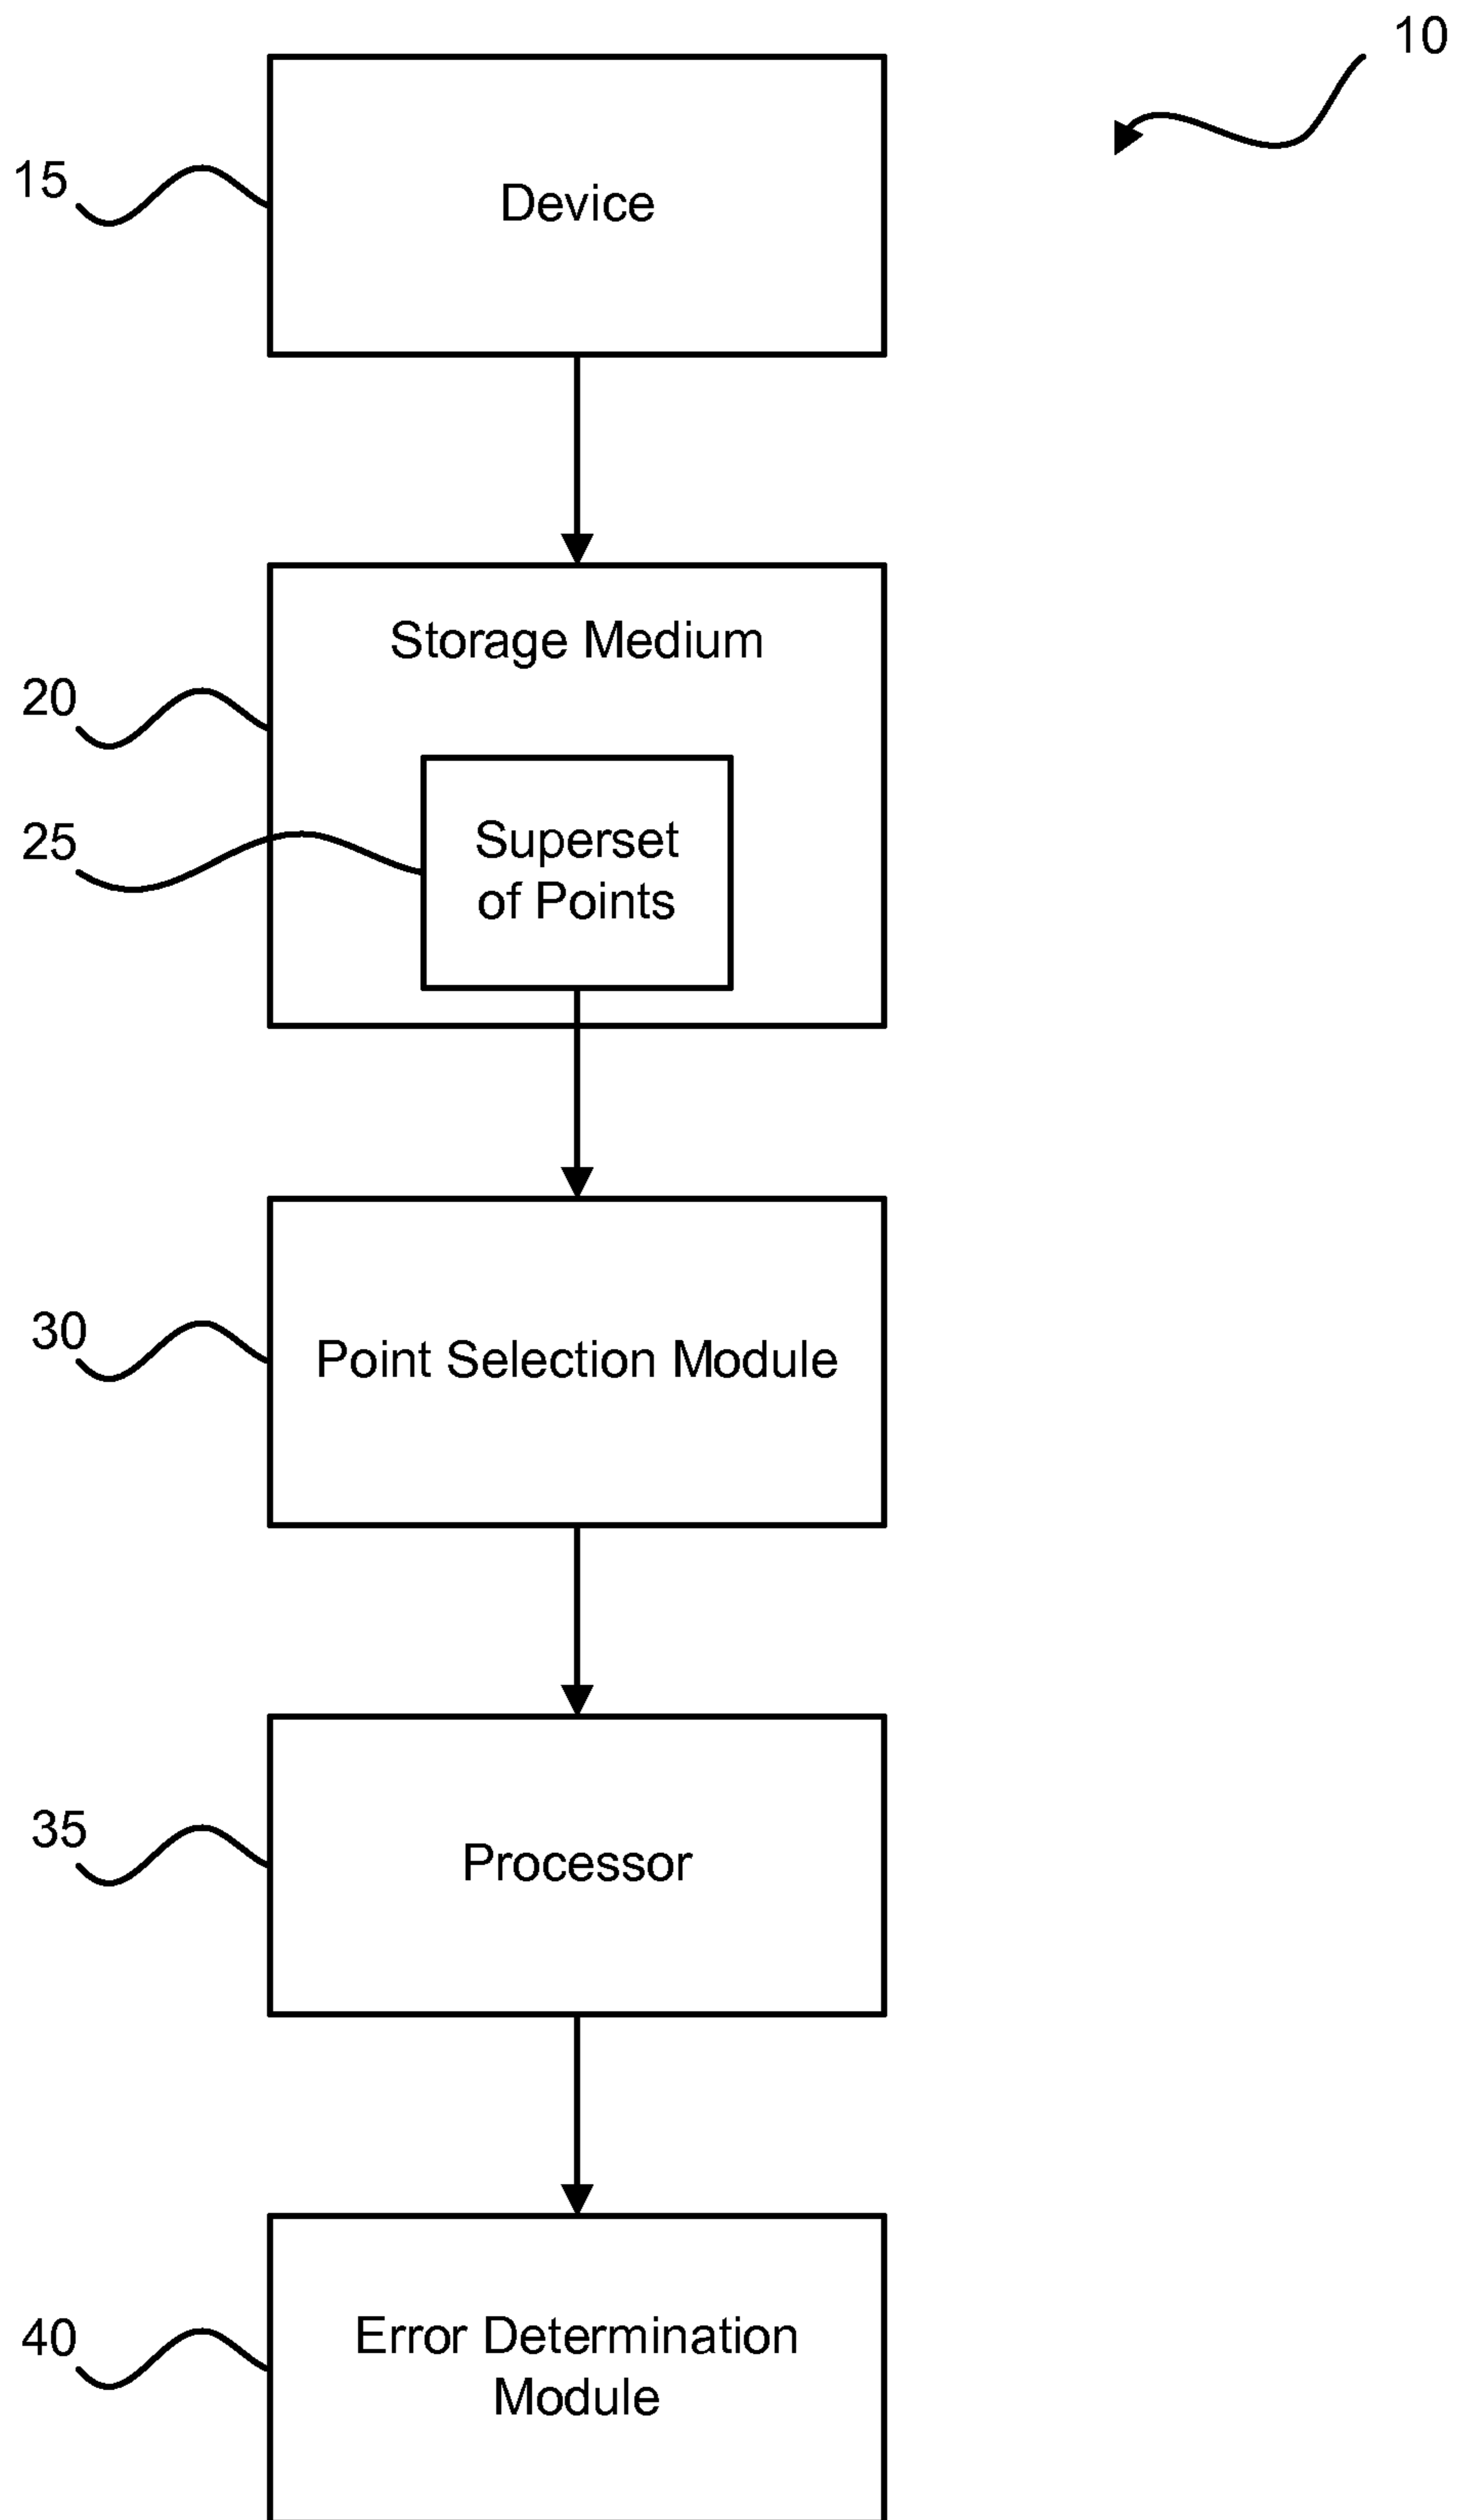 10
15
Device
Storage Medium
20
25
Superset
of Points
30
Point Selection Module
35
Processor
40
Error Determination
Module